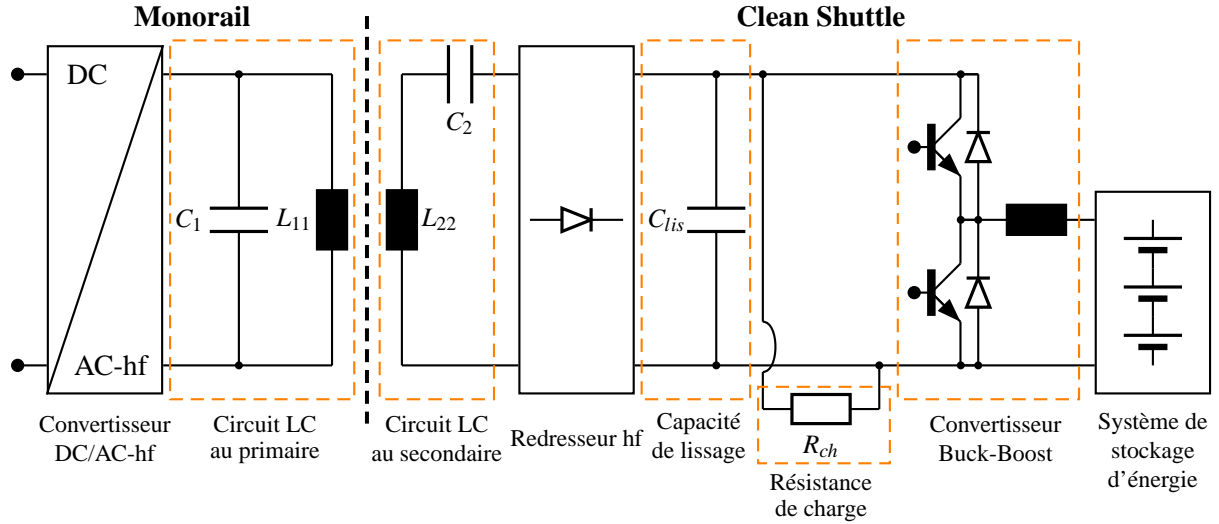 Monorail
Clean Shuttle
DC
AC-hf
C1
L11
C2
L22
Clis
Rch
Convertisseur
DC/AC-hf
Circuit LC
au primaire
Circuit LC
au secondaire
Redresseur hf
Capacité
de lissage
Résistance
de charge
Convertisseur
Buck-Boost
Système de
stockage
d'énergie